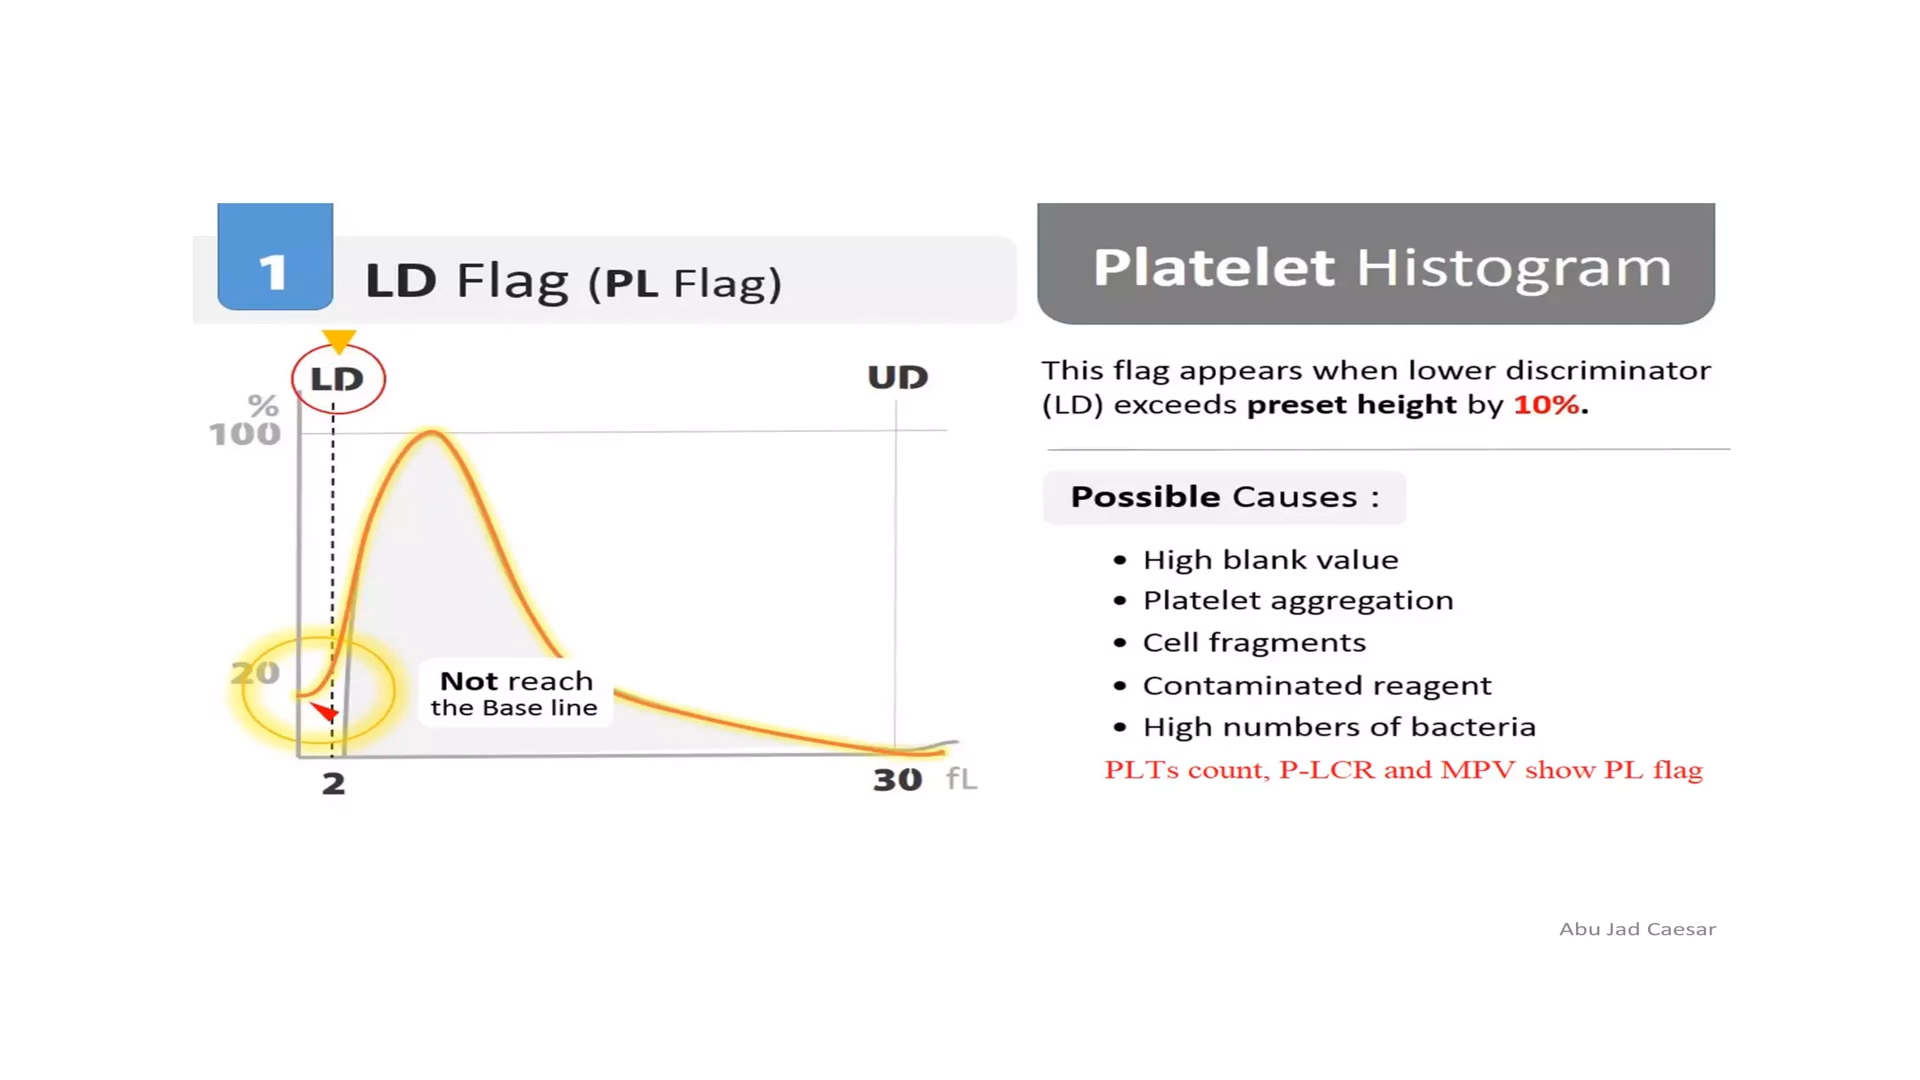 1
LD Flag (PL Flag)
Platelet Histogram
LD
UD
%
100
20
Not reach
the Base line
2
30 fL
This flag appears when lower discriminator
(LD) exceeds preset height by 10%.
Possible Causes :
• High blank value
• Platelet aggregation
• Cell fragments
• Contaminated reagent
• High numbers of bacteria
PLTs count, P-LCR and MPV show PL flag
Abu Jad Caesar